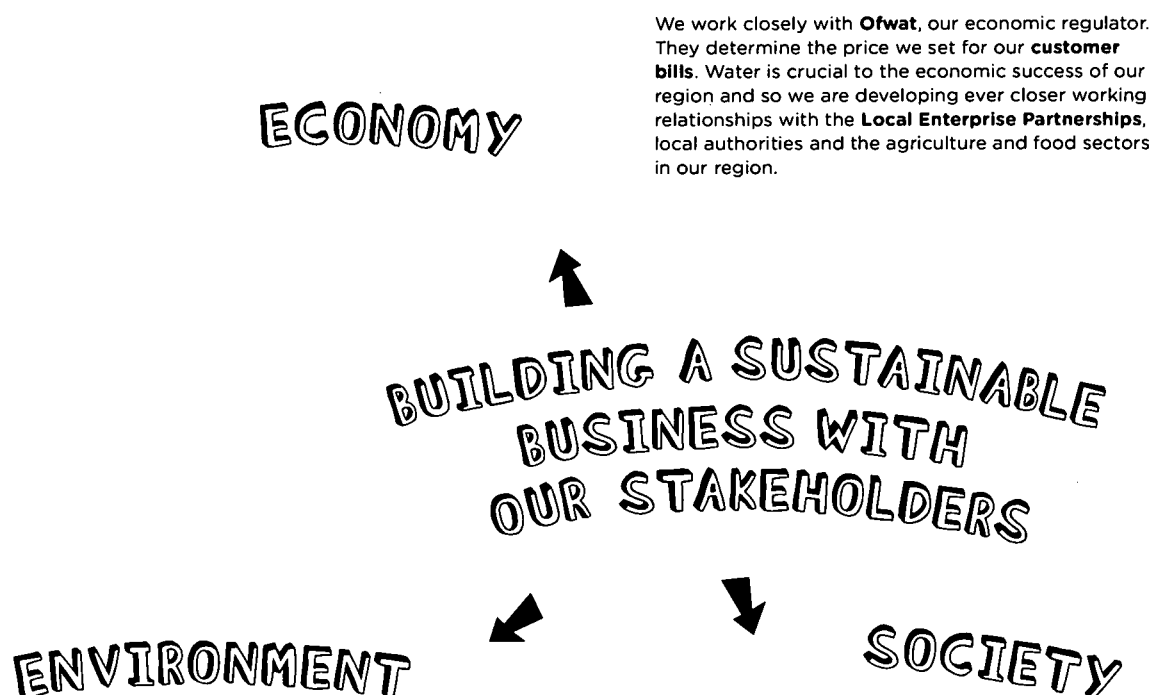 We work closely with Ofwat, our economic regulator.
They determine the price we set for our customer
bills. Water is crucial to the economic success of our
region and so we are developing ever closer working
relationships with the Local Enterprise Partnerships,
local authorities and the agriculture and food sectors
in our region.
ECONOMY
BUILDING A SUSTAINABLE
BUSINESS WITH
OUR STAKEHOLDERS
ENVIRONMENT
SOCIETY